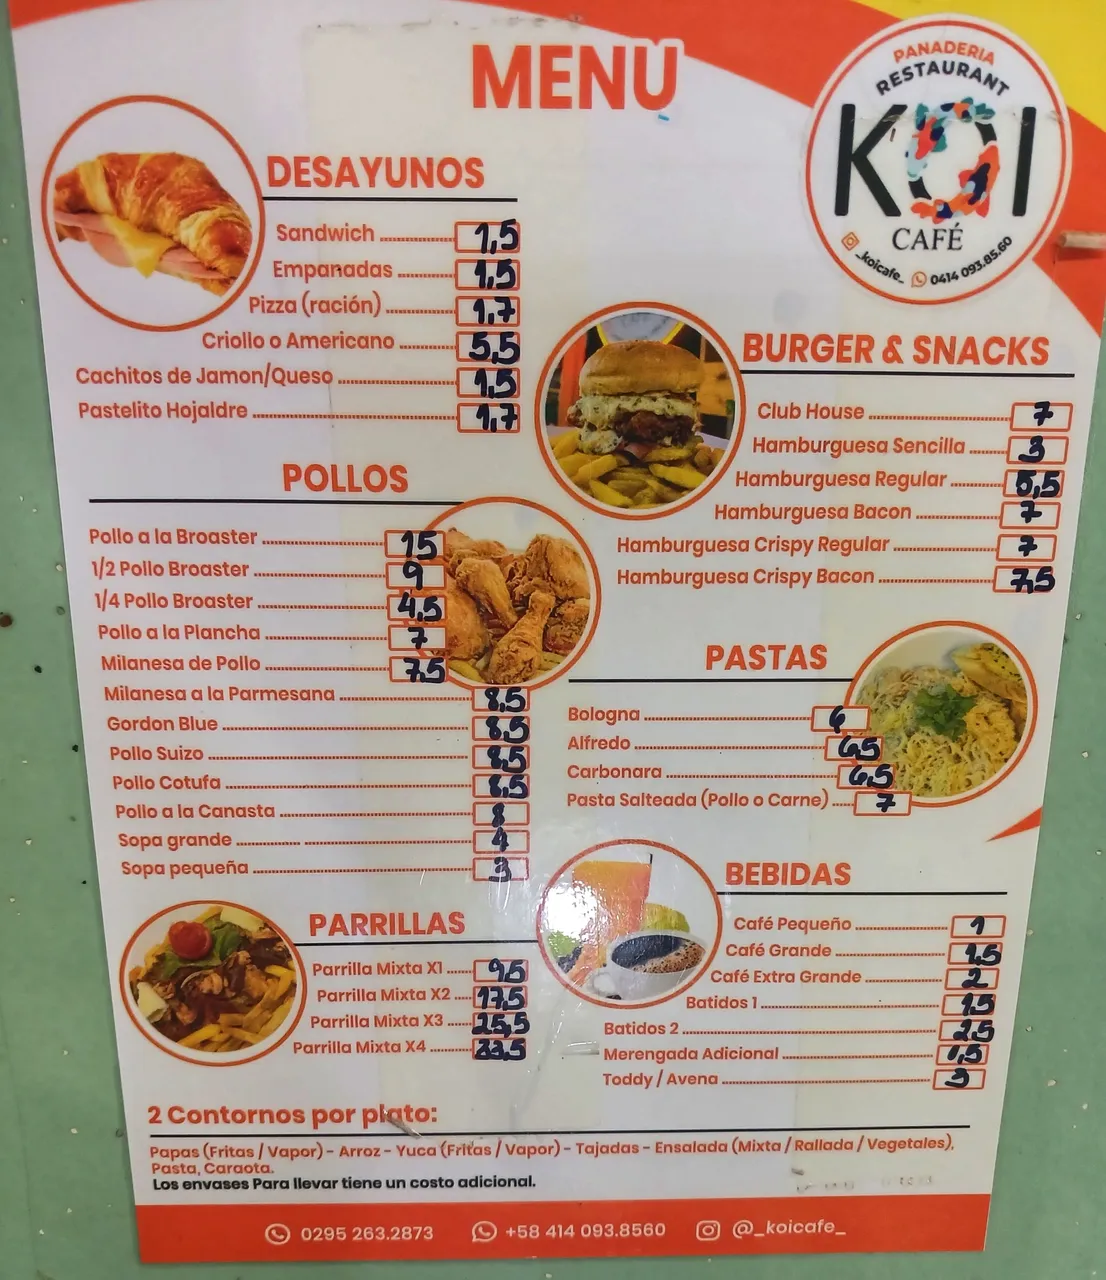 MENU
PANADERIA
RESTAURANT
KOI
CAFÉ
_koicafe_ 0414 093.85.60
DESAYUNOS
Sandwich 1,5
Empanadas 1,5
Pizza (ración) 1,7
Criollo o Americano 5,5
Cachitos de Jamon/Queso 1,5
Pastelito Hojaldre 1,7
BURGER & SNACKS
Club House 7
Hamburguesa Sencilla 3
Hamburguesa Regular 5,5
Hamburguesa Bacon 7
Hamburguesa Crispy Regular 7
Hamburguesa Crispy Bacon 7,5
POLLOS
Pollo a la Broaster 15
1/2 Pollo Broaster 9
1/4 Pollo Broaster 4,5
Pollo a la Plancha 7
Milanesa de Pollo 7,5
Milanesa a la Parmesana 8,5
Gordon Blue 8,5
Pollo Suizo 8,5
Pollo Cotufa 8,5
Pollo a la Canasta 8
Sopa grande 4
Sopa pequeña 3
PASTAS
Bologna 6
Alfredo 6,5
Carbonara 6,5
Pasta Salteada (Pollo o Carne) 7
PARRILLAS
Parrilla Mixta X1 9,5
Parrilla Mixta X2 17,5
Parrilla Mixta X3 25,5
Parrilla Mixta X4 33,5
BEBIDAS
Café Pequeño 1
Café Grande 1,5
Café Extra Grande 2
Batidos 1 1,5
Batidos 2 2,5
Merengada Adicional 1,5
Toddy / Avena 3
2 Contornos por plato:
Papas (Fritas / Vapor) - Arroz - Yuca (Fritas / Vapor) - Tajadas - Ensalada (Mixta / Rallada / Vegetales),
Pasta, Caraota.
Los envases Para llevar tiene un costo adicional.
0295 263.2873 +58 414 093.8560 @_koicafe_